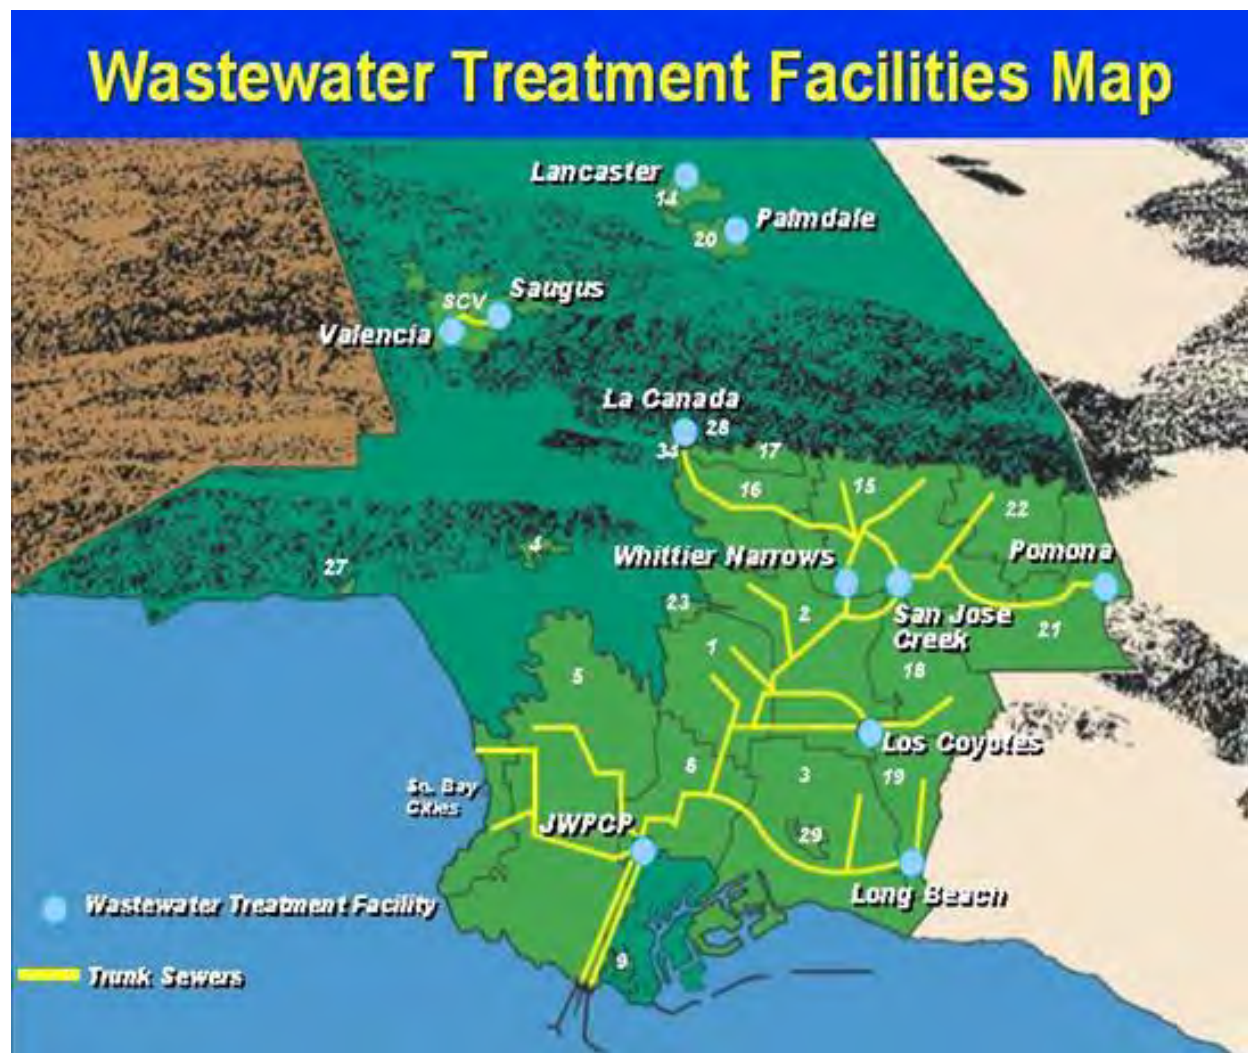 Wastewater Treatment Facilities Map
Lancaster
14
Palmdale
20
Saugus
SCV
Valencia
La Canada
28
34
17
16
15
22
Whittier Narrows
Pomona
4
27
23
2
San Jose
Creek
21
1
18
5
Los Coyotes
8
3
19
So. Bay
Cities
JWPCP
29
Long Beach
Wastewater Treatment Facility
9
Trunk Sewers